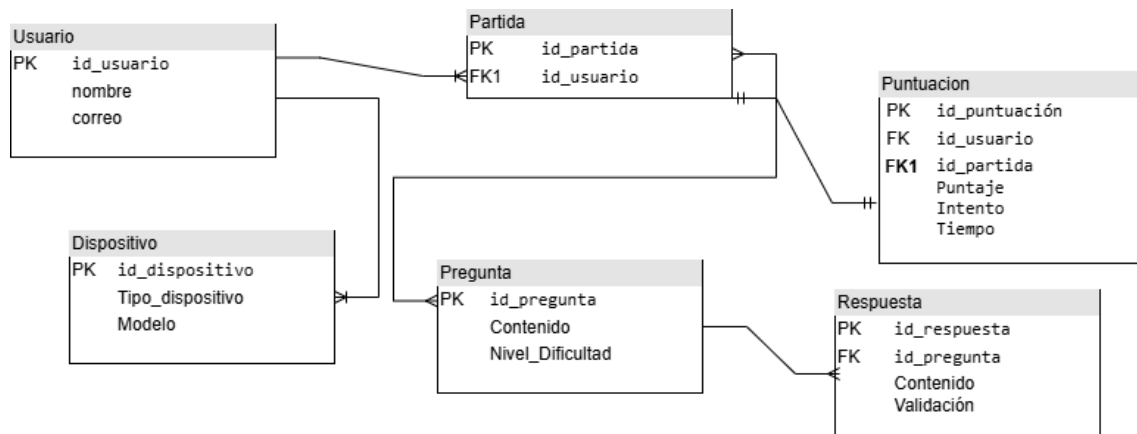 Usuario
PK id_usuario
nombre
correo
Partida
PK id_partida
FK1 id_usuario
Puntuacion
PK id_puntuación
FK id_usuario
FK1 id_partida
Puntaje
Intento
Tiempo
Dispositivo
PK id_dispositivo
Tipo_dispositivo
Modelo
Pregunta
PK id_pregunta
Contenido
Nivel_Dificultad
Respuesta
PK id_respuesta
FK id_pregunta
Contenido
Validación